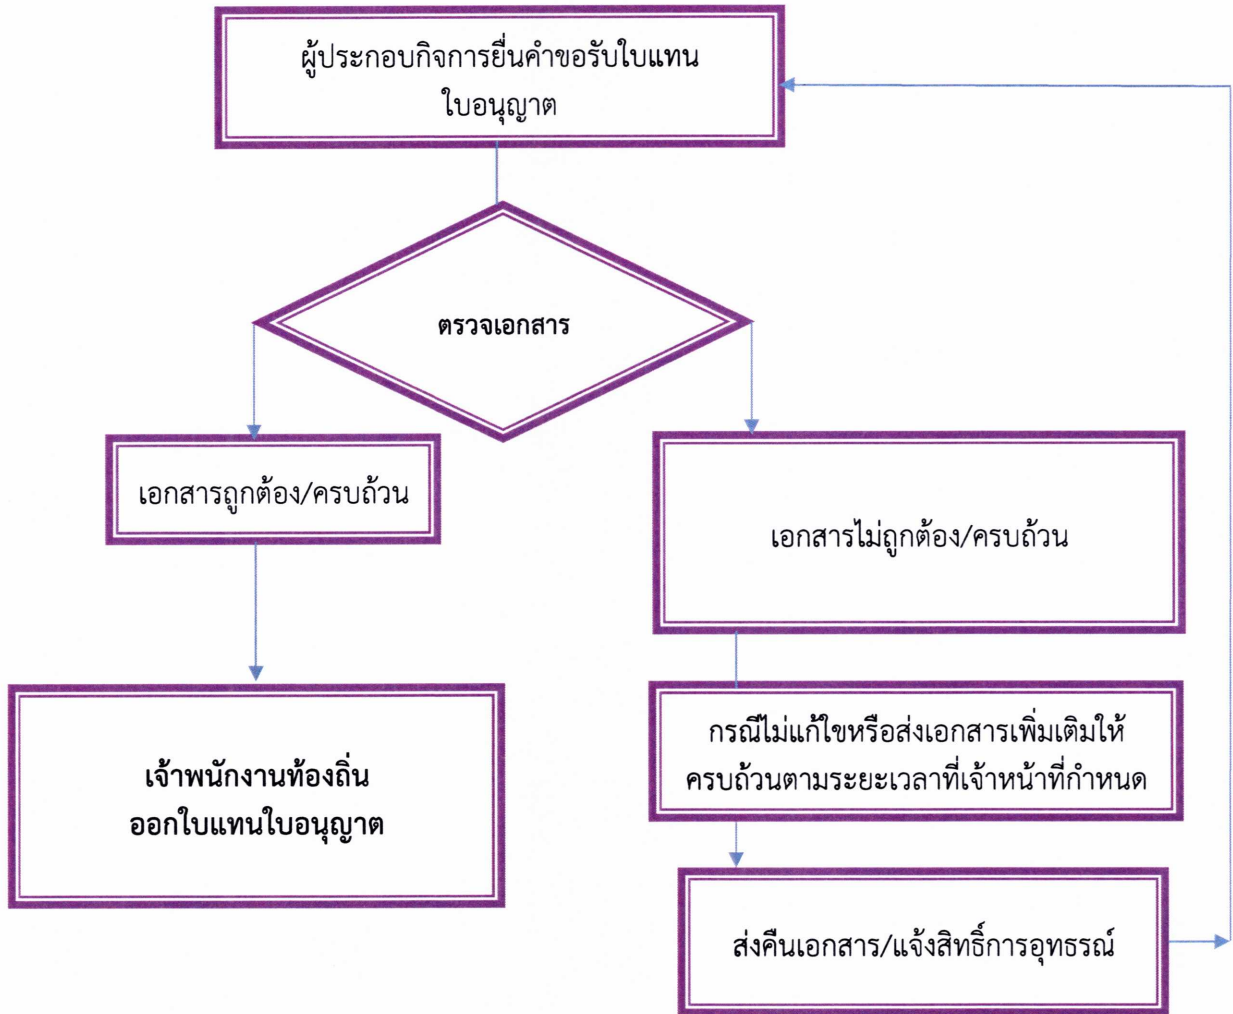 ผู้ประกอบกิจการยื่นคำขอรับใบแทน
ใบอนุญาต
ตรวจเอกสาร
เอกสารถูกต้อง/ครบถ้วน
เอกสารไม่ถูกต้อง/ครบถ้วน
เจ้าพนักงานท้องถิ่น
ออกใบแทนใบอนุญาต
กรณีไม่แก้ไขหรือส่งเอกสารเพิ่มเติมให้
ครบถ้วนตามระยะเวลาที่เจ้าหน้าที่กำหนด
ส่งคืนเอกสาร/แจ้งสิทธิ์การอุทธรณ์